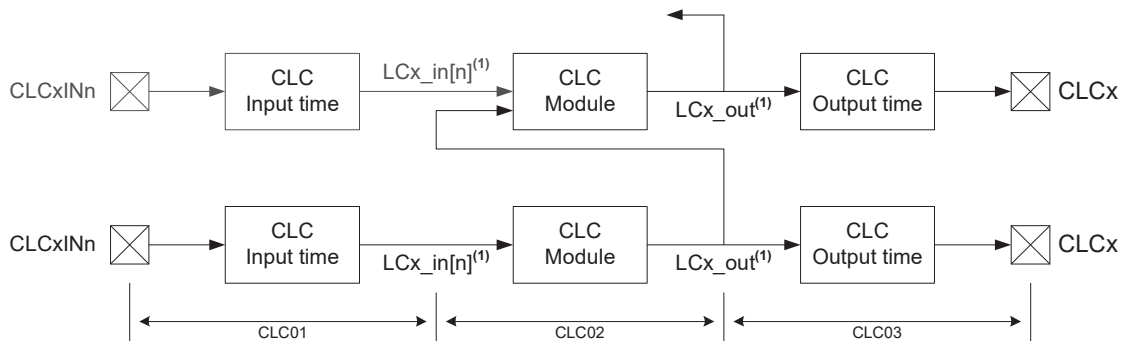 CLCxINn
CLC
Input time
LCx_in[n](1)
CLC
Module
LCx_out(1)
CLC
Output time
CLCx
CLCxINn
CLC
Input time
LCx_in[n](1)
CLC
Module
LCx_out(1)
CLC
Output time
CLCx
CLC01
CLC02
CLC03